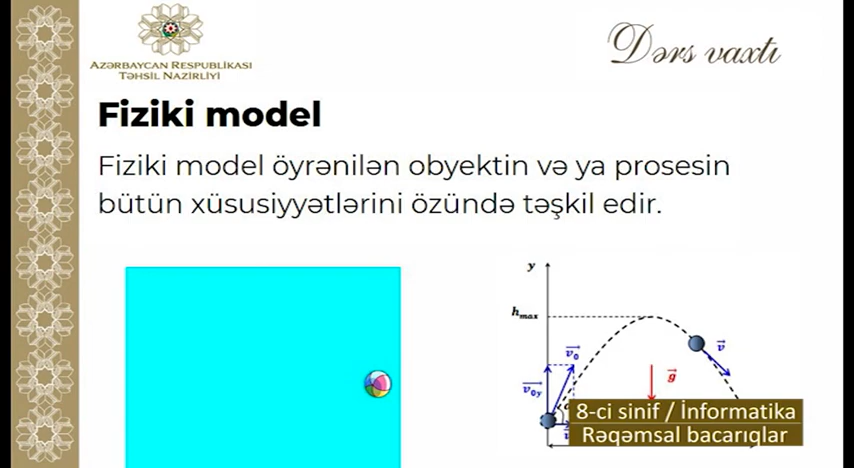 AZƏRBAYCAN RESPUBLİKASI
TƏHSİL NAZİRLİYİ
Dərs vaxtı
Fiziki model
Fiziki model öyrənilən obyektin və ya prosesin
bütün xüsusiyyətlərini özündə təşkil edir.
y
h max
v₀
v
v₀y
g
8-ci sinif / İnformatika
Rəqəmsal bacarıqlar